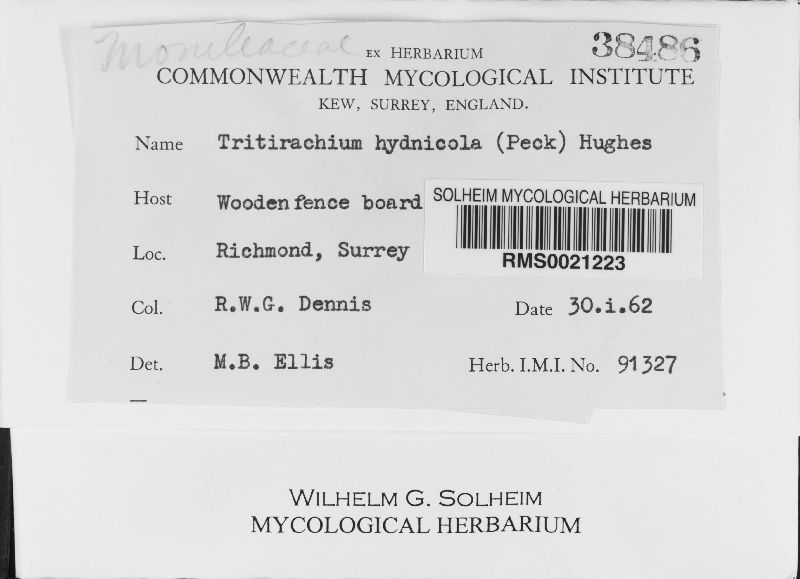 Moniliaceae
38486
EX HERBARIUM
COMMONWEALTH MYCOLOGICAL INSTITUTE
KEW, SURREY, ENGLAND.
Name Tritirachium hydnicola (Peck) Hughes
Host Wooden fence board
SOLHEIM MYCOLOGICAL HERBARIUM
RMS0021223
Loc. Richmond, Surrey
Col. R.W.G. Dennis Date 30.i.62
Det. M.B. Ellis Herb. I.M.I. No. 91327
WILHELM G. SOLHEIM
MYCOLOGICAL HERBARIUM